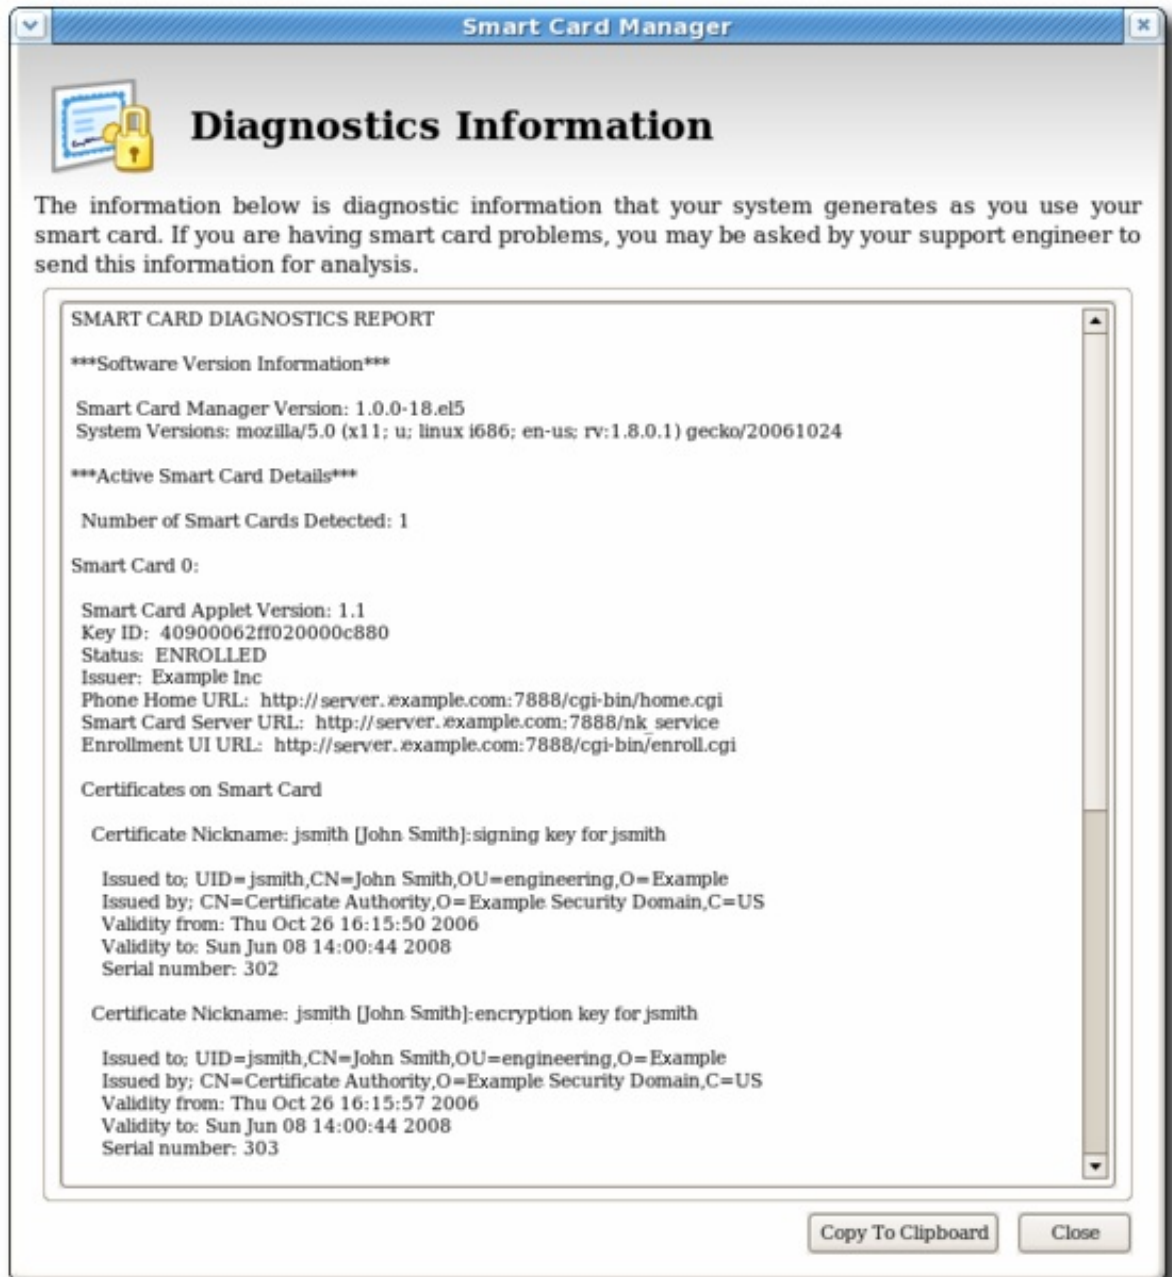 Smart Card Manager
Diagnostics Information
The information below is diagnostic information that your system generates as you use your
smart card. If you are having smart card problems, you may be asked by your support engineer to
send this information for analysis.
SMART CARD DIAGNOSTICS REPORT
***Software Version Information***
Smart Card Manager Version: 1.0.0-18.el5
System Versions: mozilla/5.0 (x11; u; linux i686; en-us; rv:1.8.0.1) gecko/20061024
***Active Smart Card Details***
Number of Smart Cards Detected: 1
Smart Card 0:
Smart Card Applet Version: 1.1
Key ID: 40900062ff020000c880
Status: ENROLLED
Issuer: Example Inc
Phone Home URL: http://server.example.com:7888/cgi-bin/home.cgi
Smart Card Server URL: http://server.example.com:7888/nk_service
Enrollment UI URL: http://server.example.com:7888/cgi-bin/enroll.cgi
Certificates on Smart Card
Certificate Nickname: jsmith [John Smith]:signing key for jsmith
Issued to; UID=jsmith,CN=John Smith,OU=engineering,O=Example
Issued by; CN=Certificate Authority,O=Example Security Domain,C=US
Validity from: Thu Oct 26 16:15:50 2006
Validity to: Sun Jun 08 14:00:44 2008
Serial number: 302
Certificate Nickname: jsmith [John Smith]:encryption key for jsmith
Issued to; UID=jsmith,CN=John Smith,OU=engineering,O=Example
Issued by; CN=Certificate Authority,O=Example Security Domain,C=US
Validity from: Thu Oct 26 16:15:57 2006
Validity to: Sun Jun 08 14:00:44 2008
Serial number: 303
Copy To Clipboard
Close